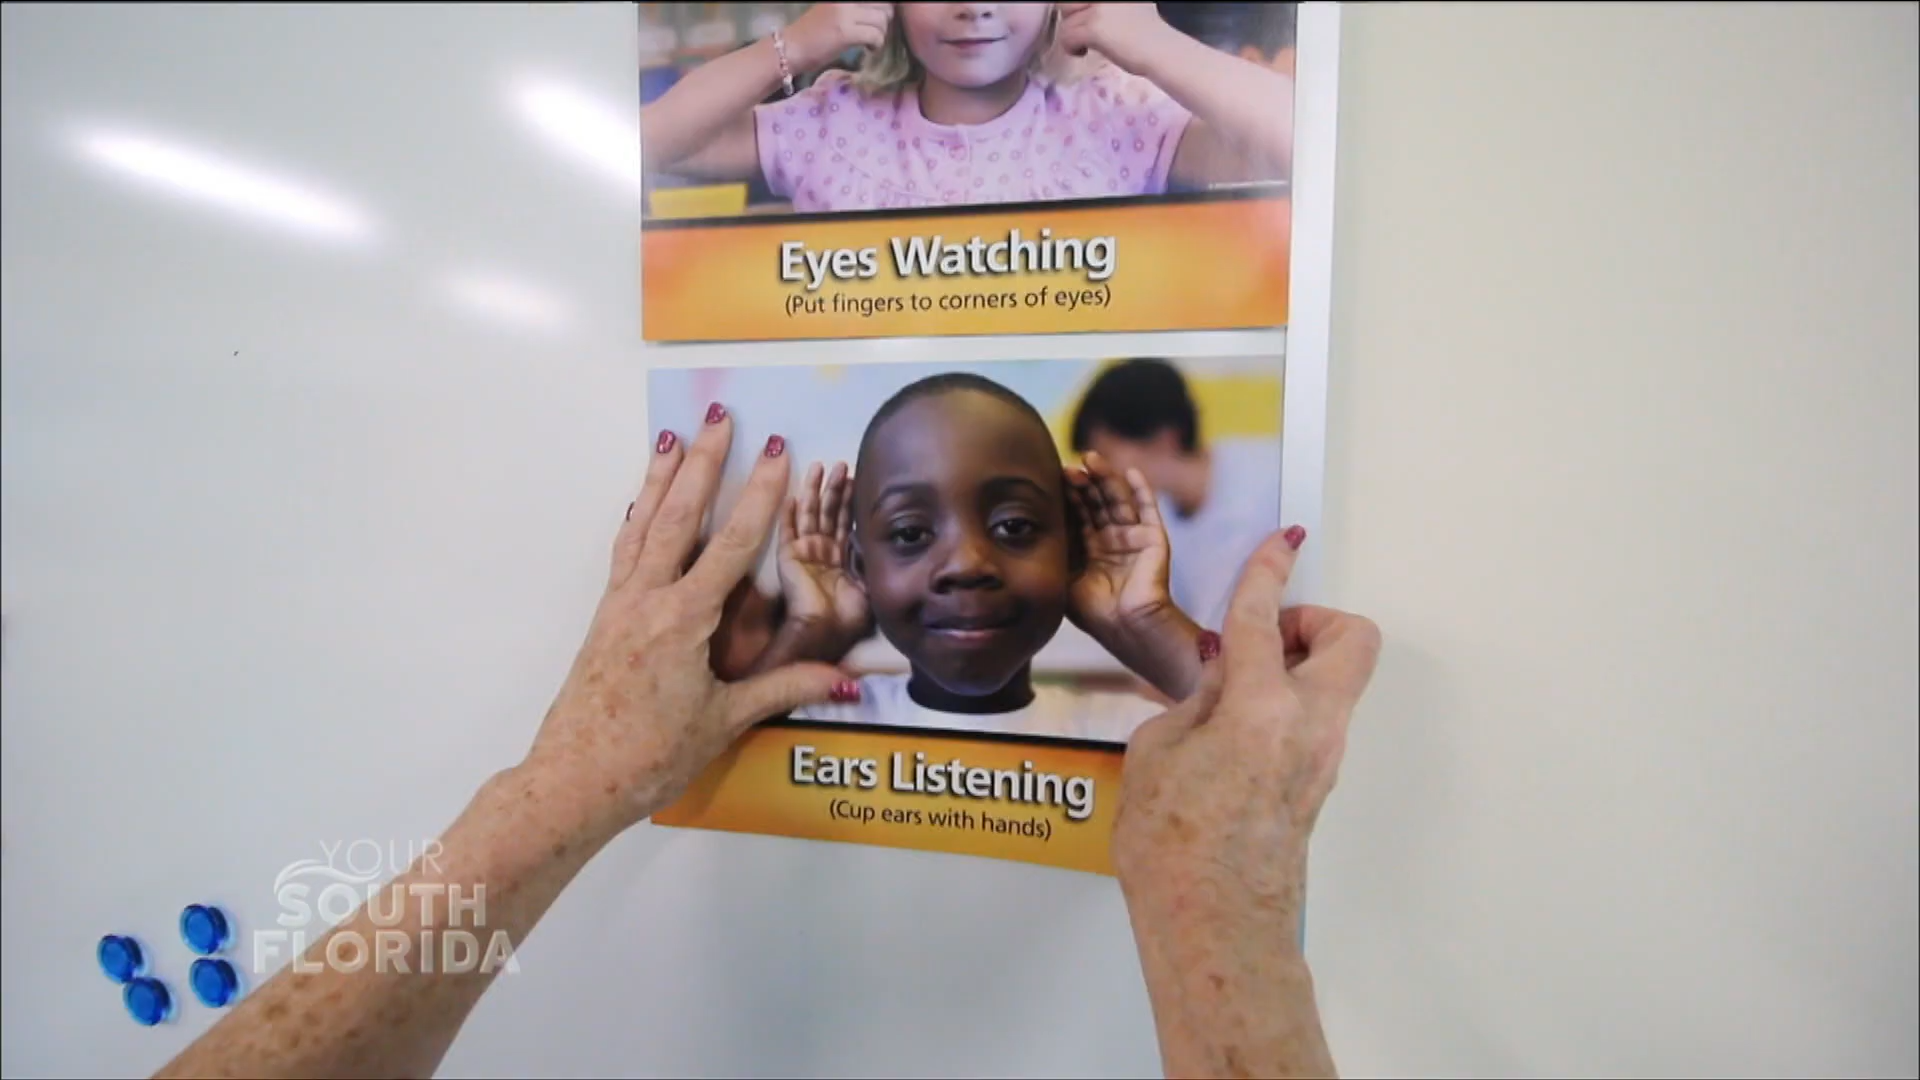 Eyes Watching
(Put fingers to corners of eyes)
Ears Listening
(Cup ears with hands)
YOUR
SOUTH
FLORIDA